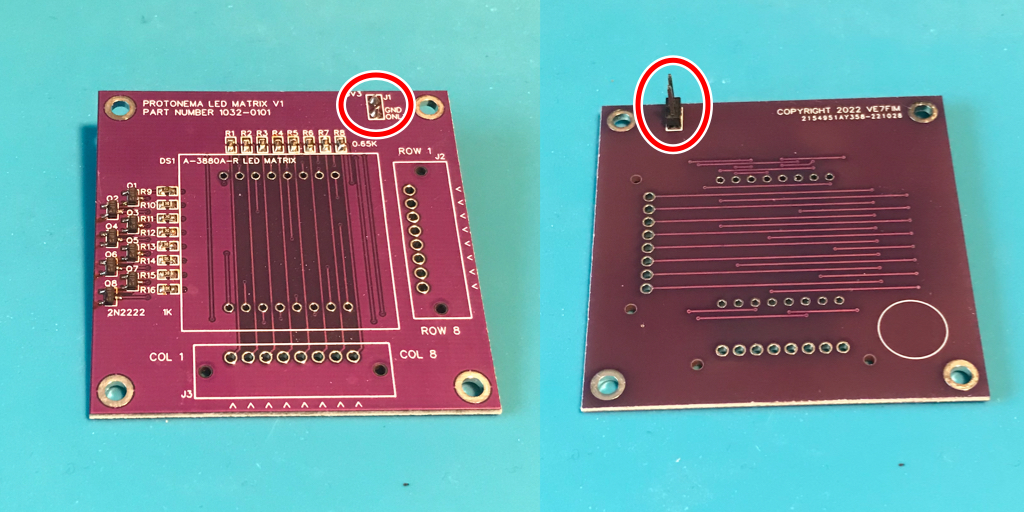 PROTONEMA LED MATRIX V1
PART NUMBER 1032-0101
3V3
J1
GND
ONLY
R1 R2 R3 R4 R5 R6 R7 R8
0.65K
DS1 A-3880A-R LED MATRIX
ROW 1
J2
Q1
R9
Q2
R10
Q3
R11
Q4
R12
Q5
R13
Q6
R14
Q7
R15
Q8
R16
2N2222
1K
ROW 8
COL 1
COL 8
J3
COPYRIGHT 2022 VE7FIM
2154951AY358-221028